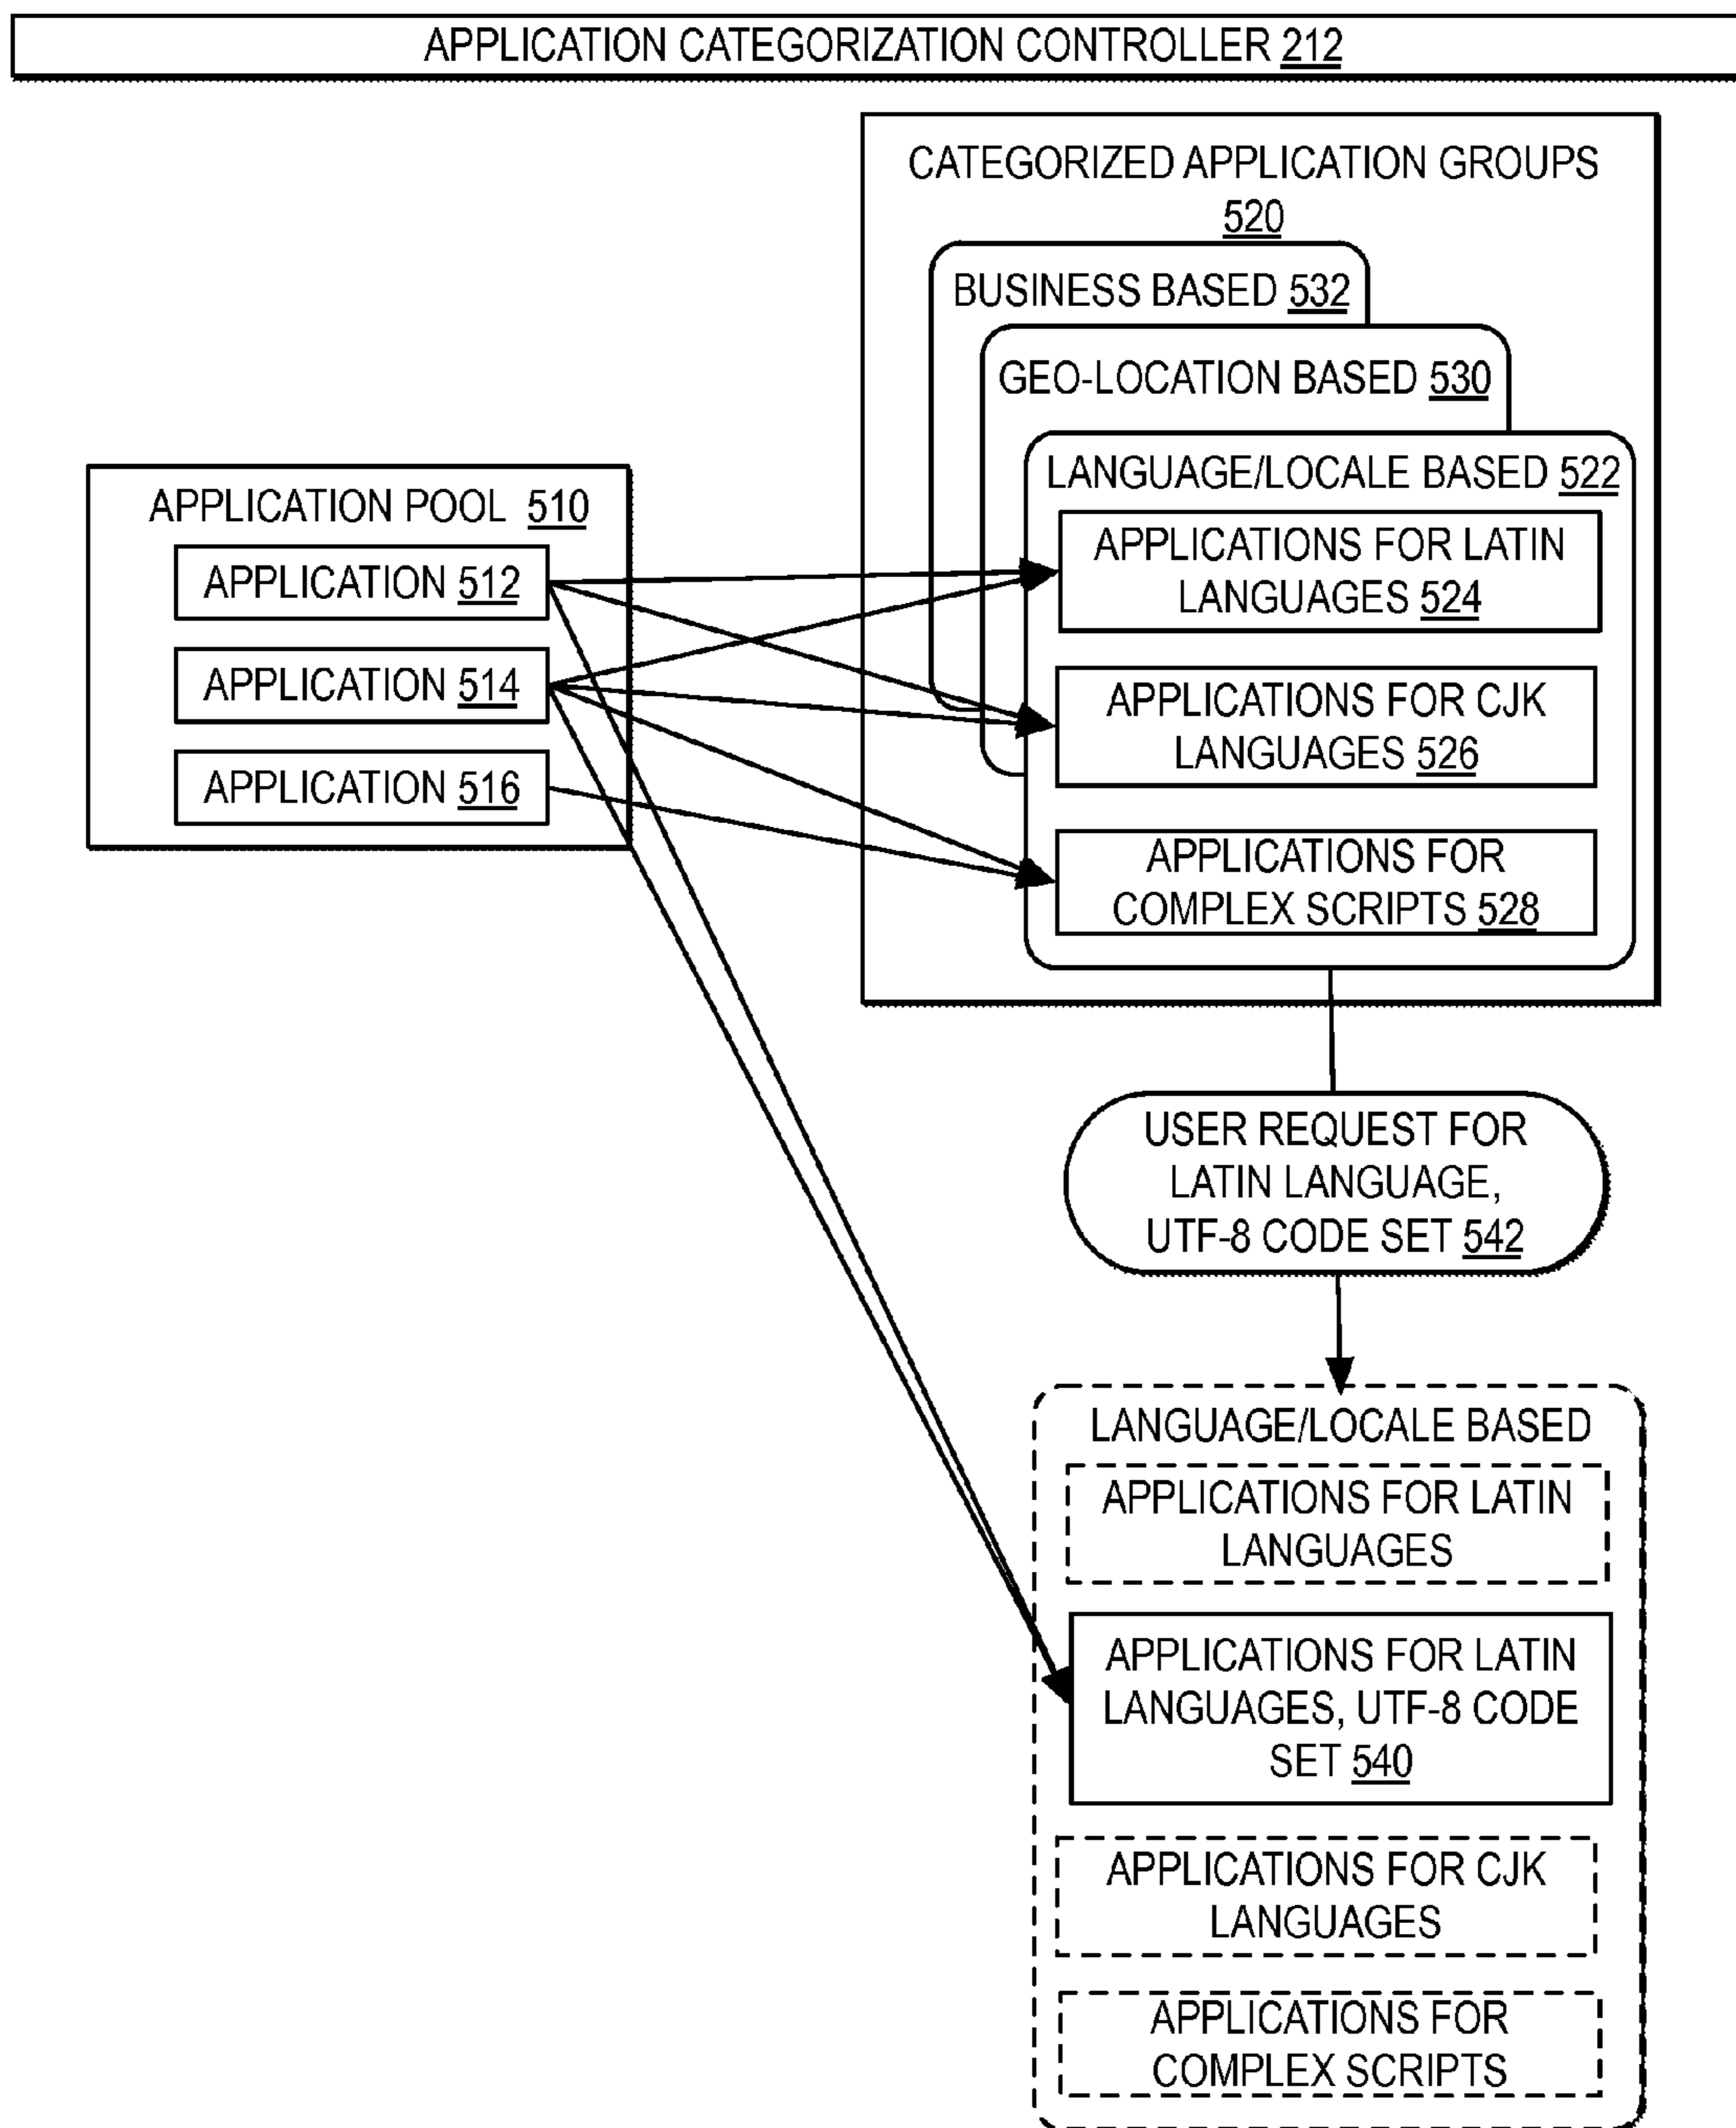 APPLICATION CATEGORIZATION CONTROLLER 212
CATEGORIZED APPLICATION GROUPS
520
BUSINESS BASED 532
GEO-LOCATION BASED 530
LANGUAGE/LOCALE BASED 522
APPLICATIONS FOR LATIN
LANGUAGES 524
APPLICATIONS FOR CJK
LANGUAGES 526
APPLICATIONS FOR
COMPLEX SCRIPTS 528
APPLICATION POOL 510
APPLICATION 512
APPLICATION 514
APPLICATION 516
USER REQUEST FOR
LATIN LANGUAGE,
UTF-8 CODE SET 542
LANGUAGE/LOCALE BASED
APPLICATIONS FOR LATIN
LANGUAGES
APPLICATIONS FOR LATIN
LANGUAGES, UTF-8 CODE
SET 540
APPLICATIONS FOR CJK
LANGUAGES
APPLICATIONS FOR
COMPLEX SCRIPTS